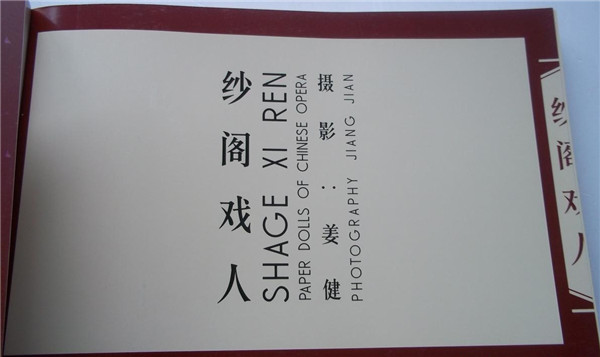 纱阁戏人
SHAGE XI REN
PAPER DOLLS OF CHINESE OPERA
摄影：姜健
PHOTOGRAPHY JIANG JIAN
纱阁戏人